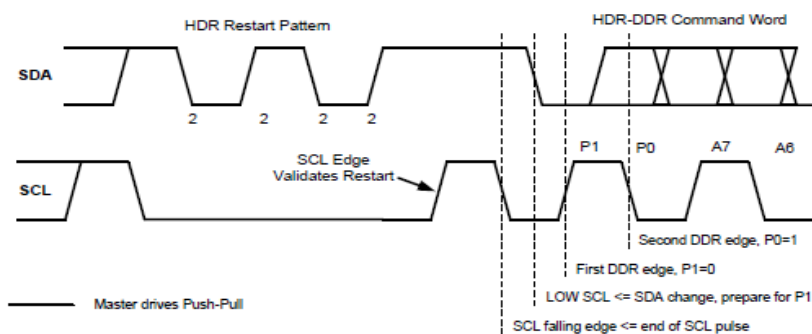 HDR Restart Pattern
HDR-DDR Command Word
SDA
2 2 2 2
SCL Edge
Validates Restart
P1 P0 A7 A6
SCL
Second DDR edge, P0=1
First DDR edge, P1=0
LOW SCL <= SDA change, prepare for P1
Master drives Push-Pull
SCL falling edge <= end of SCL pulse